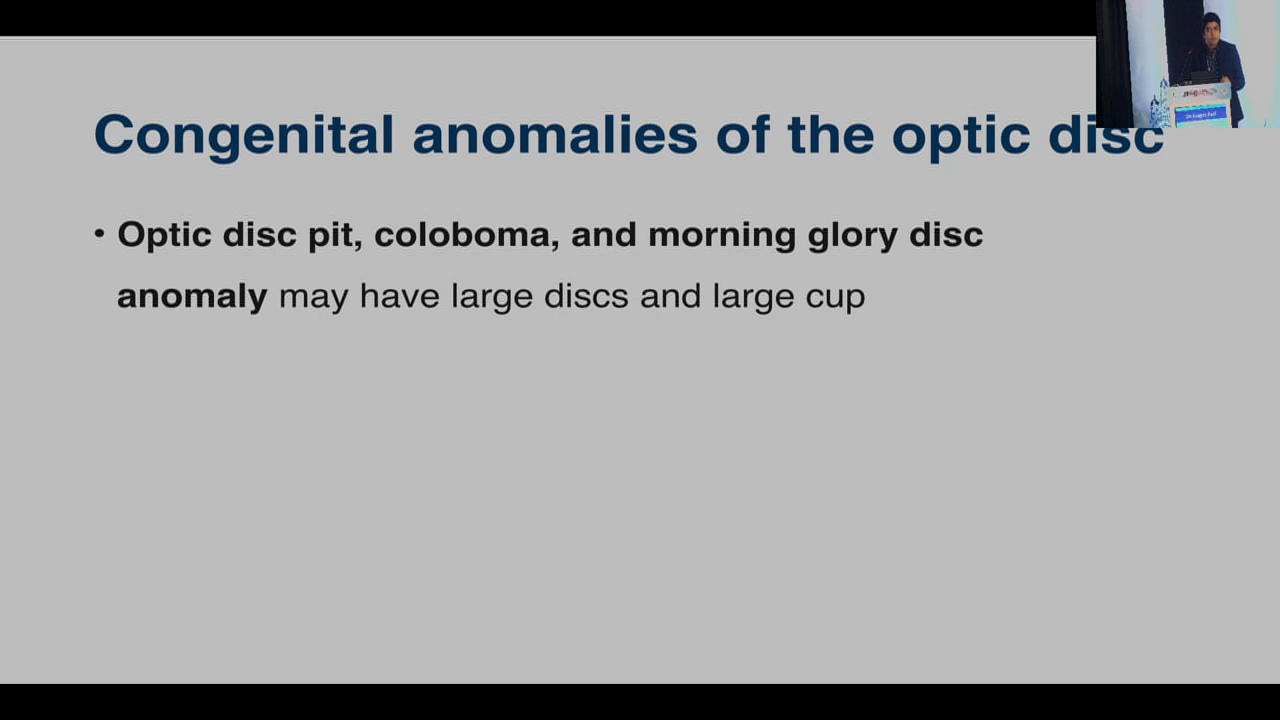 Congenital anomalies of the optic disc
• Optic disc pit, coloboma, and morning glory disc
anomaly may have large discs and large cup